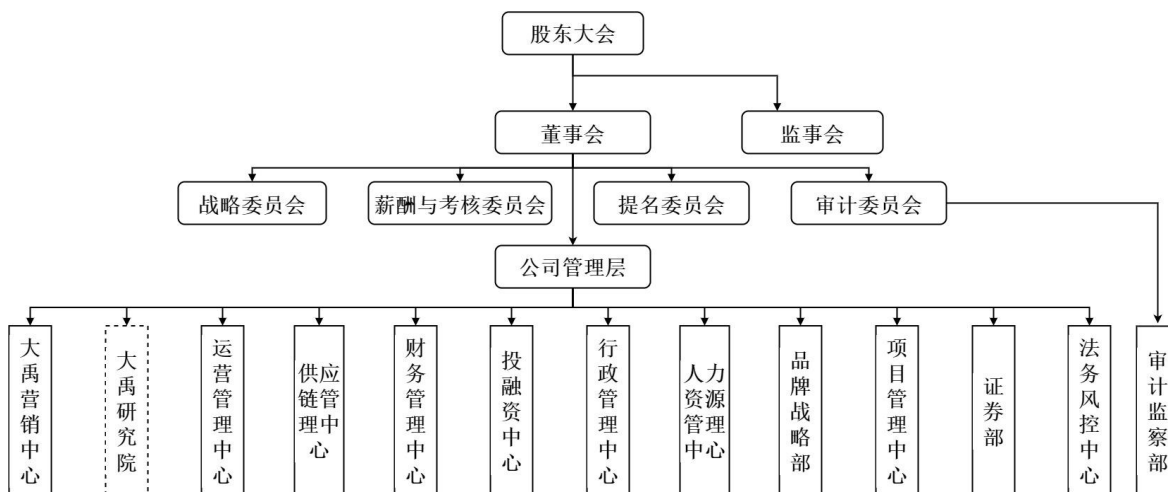 股东大会
董事会
监事会
战略委员会
薪酬与考核委员会
提名委员会
审计委员会
公司管理层
大禹营销中心
大禹研究院
运营管理中心
供应链管理中心
财务管理中心
投融资中心
行政管理中心
人力资源管理中心
品牌战略部
项目管理中心
证券部
法务风控中心
审计监察部